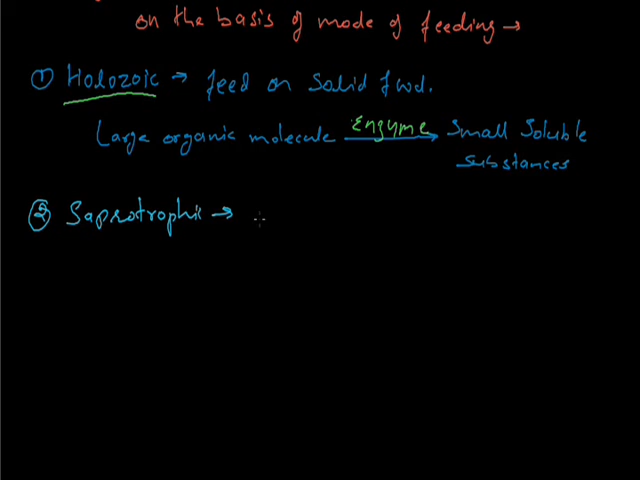 on the basis of mode of feeding →
① Holozoic → feed on solid food.
Large organic molecule Enzyme → Small Soluble
substances
② Saprotrophic →